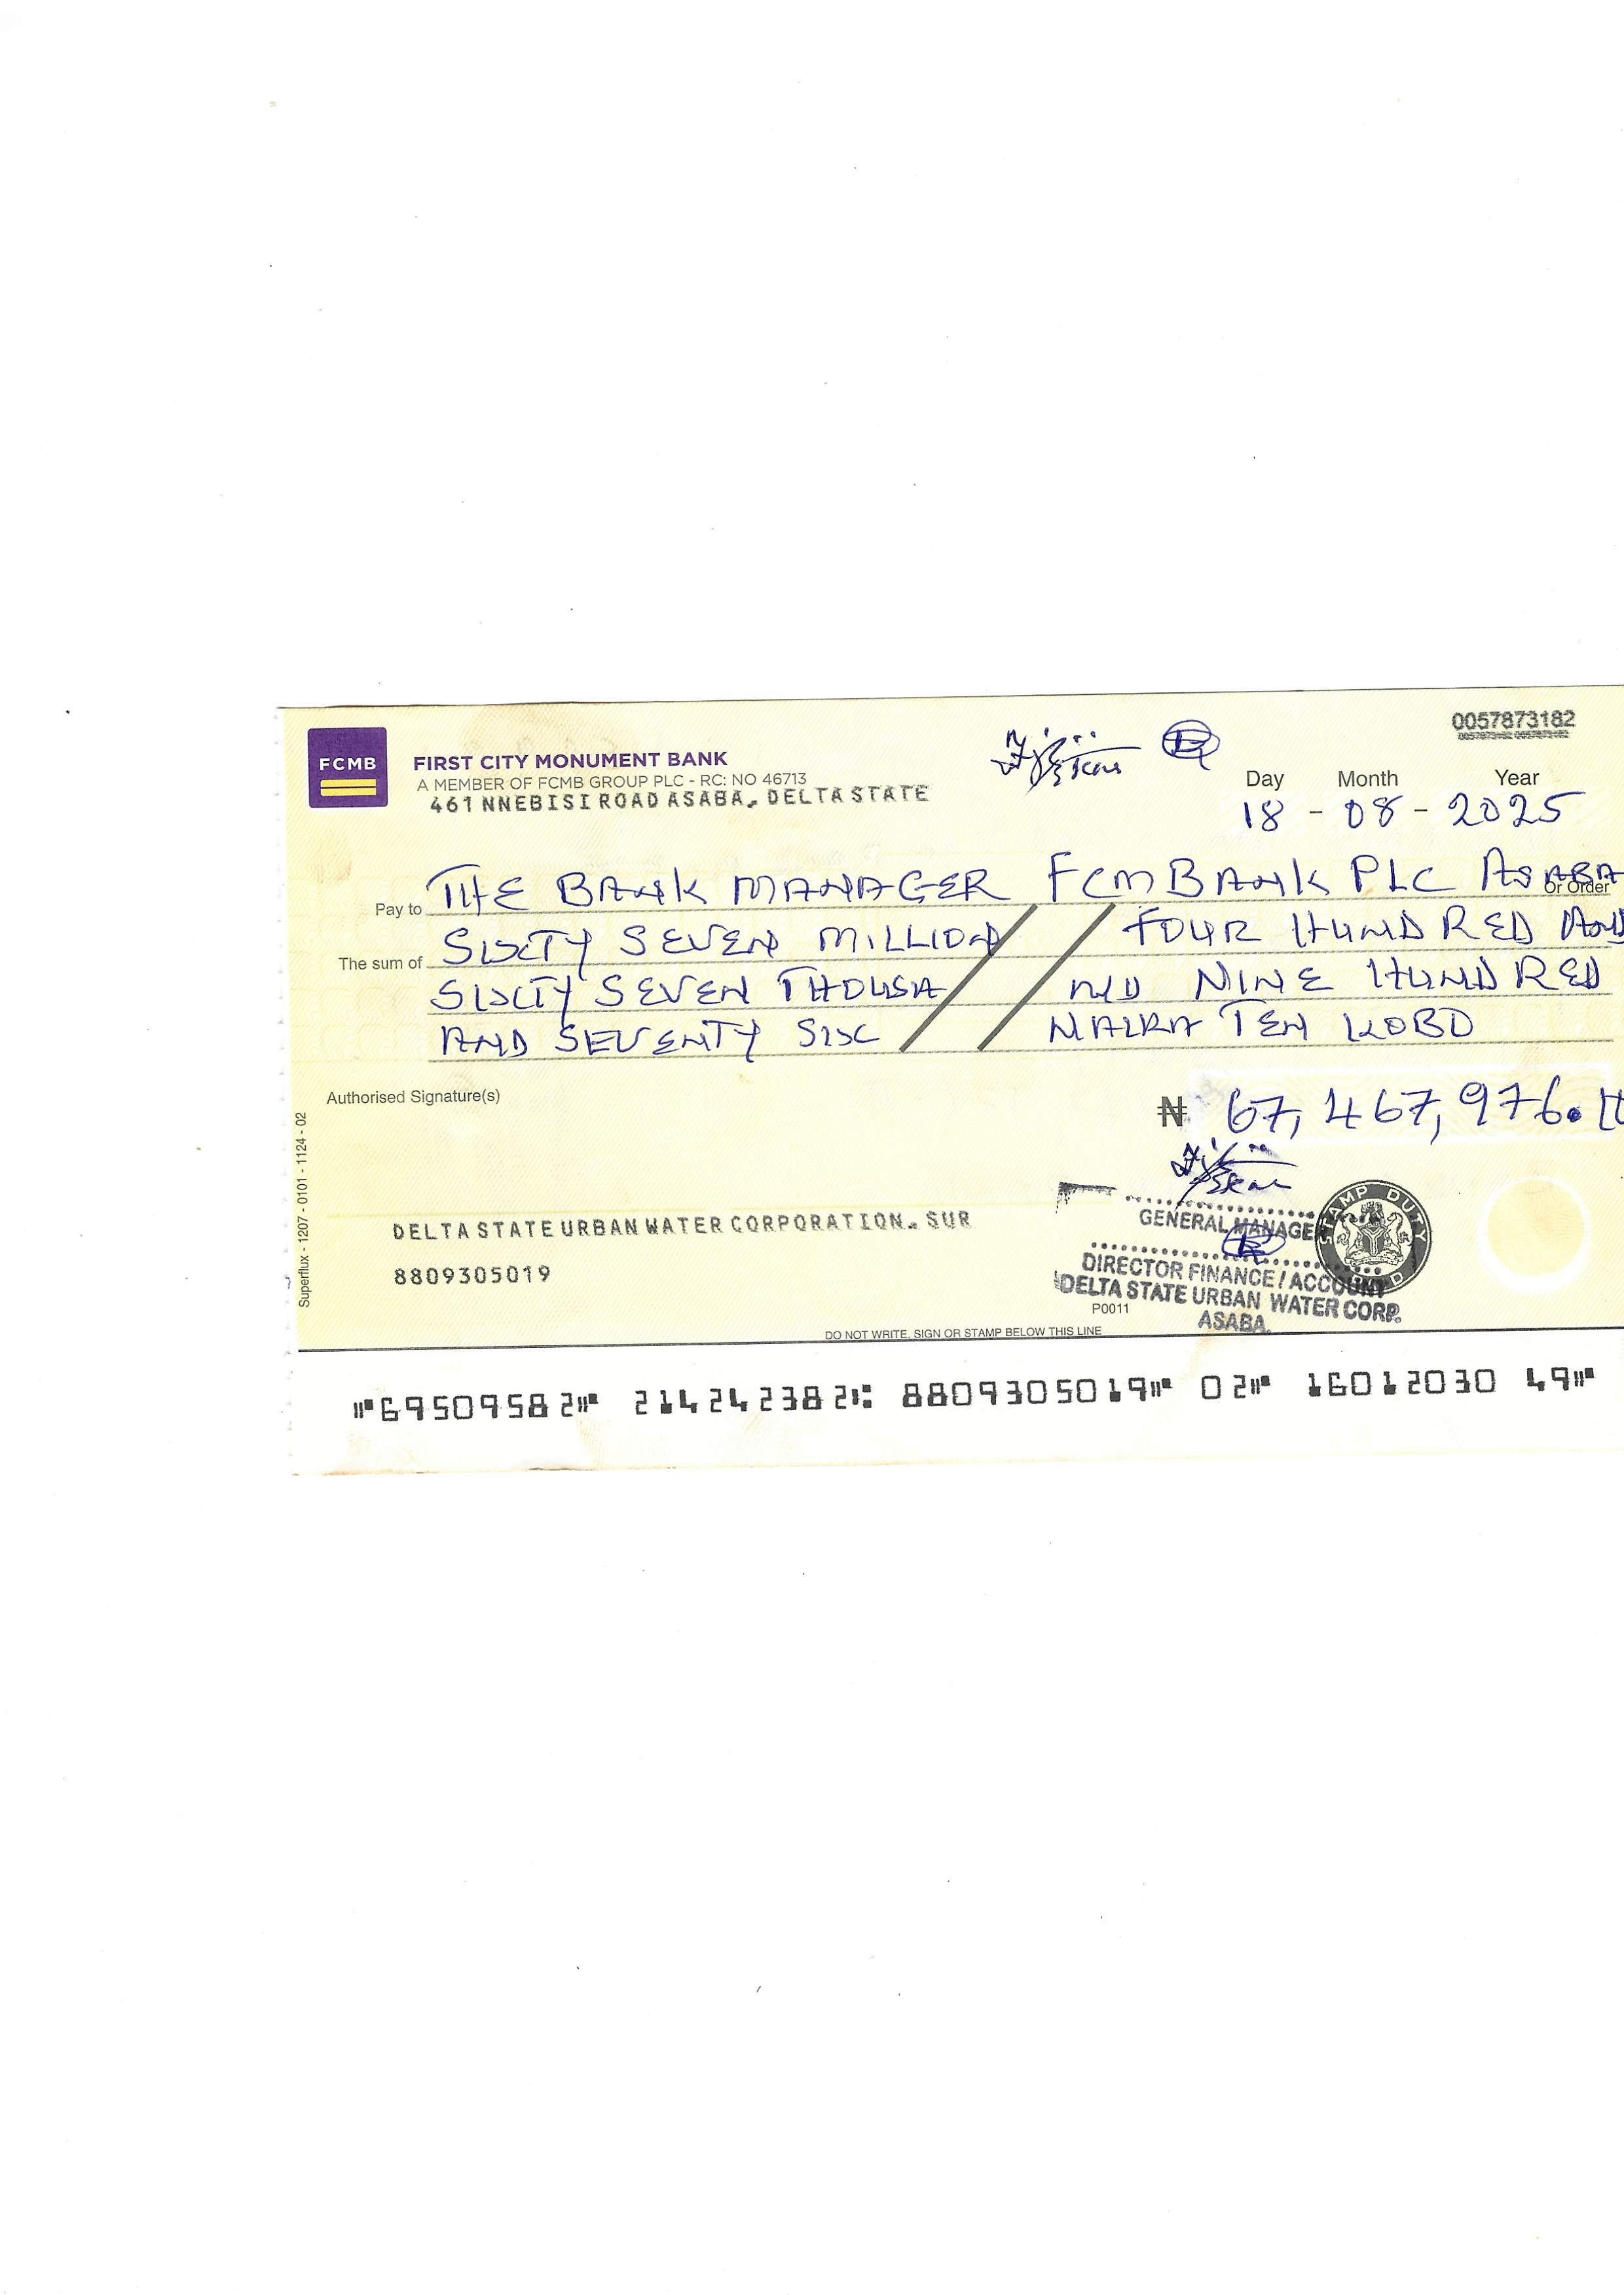 0057873182
0057873182 0057873182
FCMB
FIRST CITY MONUMENT BANK
A MEMBER OF FCMB GROUP PLC - RC: NO 46713
461 NNEBISI ROAD ASABA, DELTA STATE
Day Month Year
18 - 08 - 2025
Pay to THE BANK MANAGER FCMBANK PLC ASABA
or Order
The sum of SIXTY SEVEN MILLION FOUR HUNDRED AND
SIXTY SEVEN THOUSA ND NINE HUNDRED
AND SEVENTY SIX NAIRA TEN KOBO
Authorised Signature(s)
₦ 67,467,976.10
GENERAL MANAGER
STAMP DUTY
DELTA STATE URBAN WATER CORPORATION. SUR
8809305019
DIRECTOR FINANCE / ACCOUNT
DELTA STATE URBAN WATER CORP.
ASABA.
P0011
DO NOT WRITE, SIGN OR STAMP BELOW THIS LINE
Superflux - 1207 - 0101 - 1124 - 02
⑈69509582⑈ 214242382⑆ 8809305019⑈ 02⑈ 16012030 49⑈